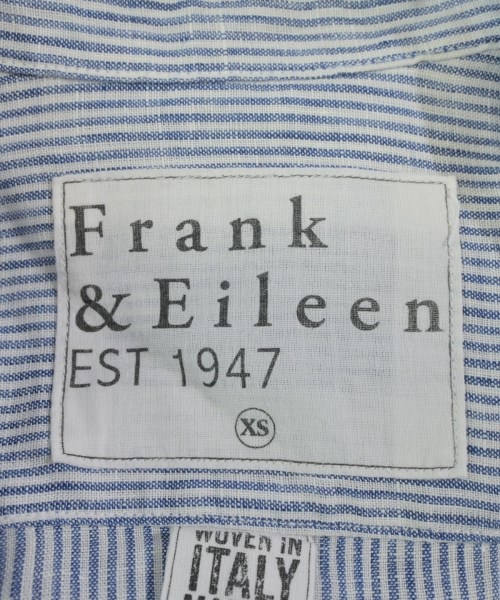 Frank
& Eileen
EST 1947
XS
WOVEN IN
ITALY